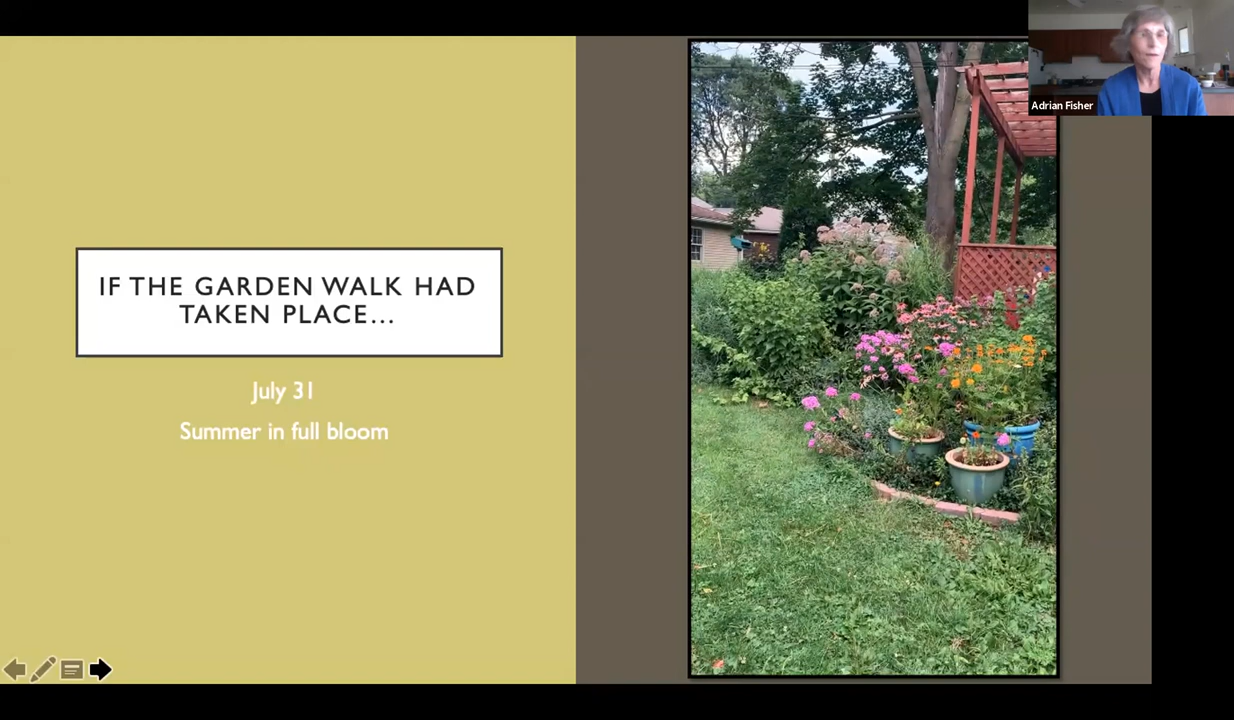 Adrian Fisher
IF THE GARDEN WALK HAD
TAKEN PLACE...
July 31
Summer in full bloom